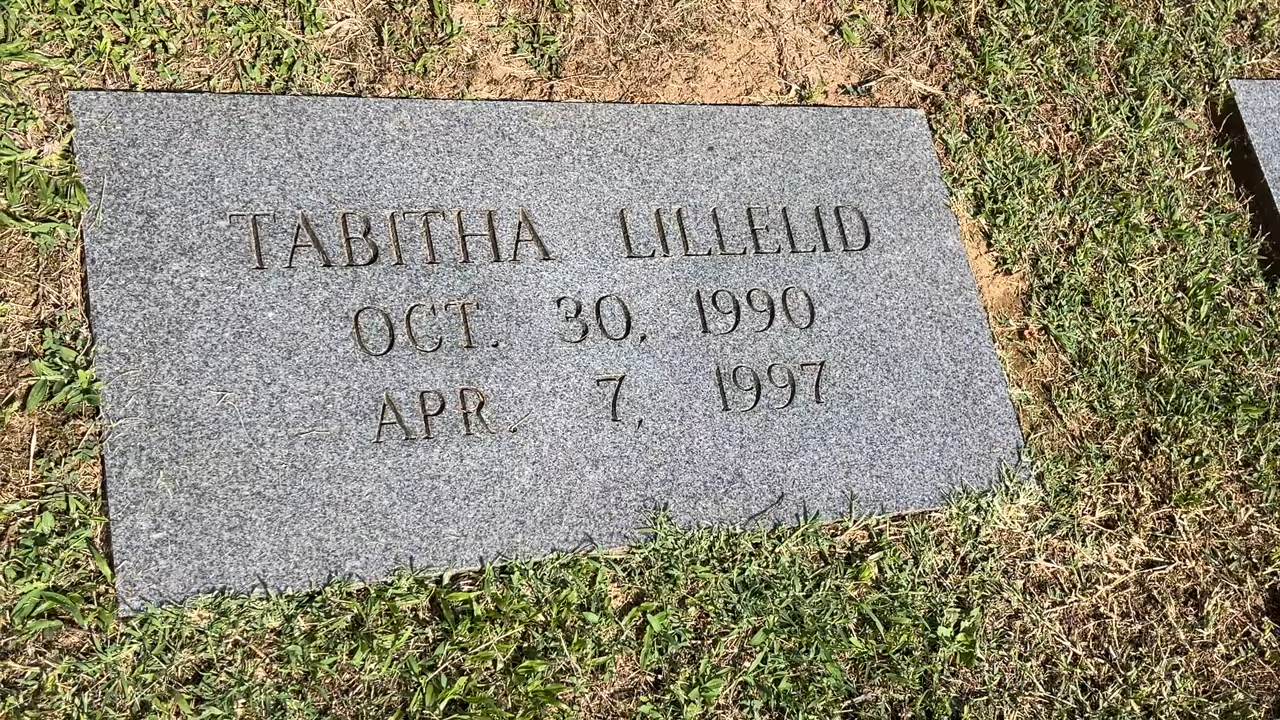 TABITHA LILLELID
OCT. 30, 1990
APR. 7, 1997